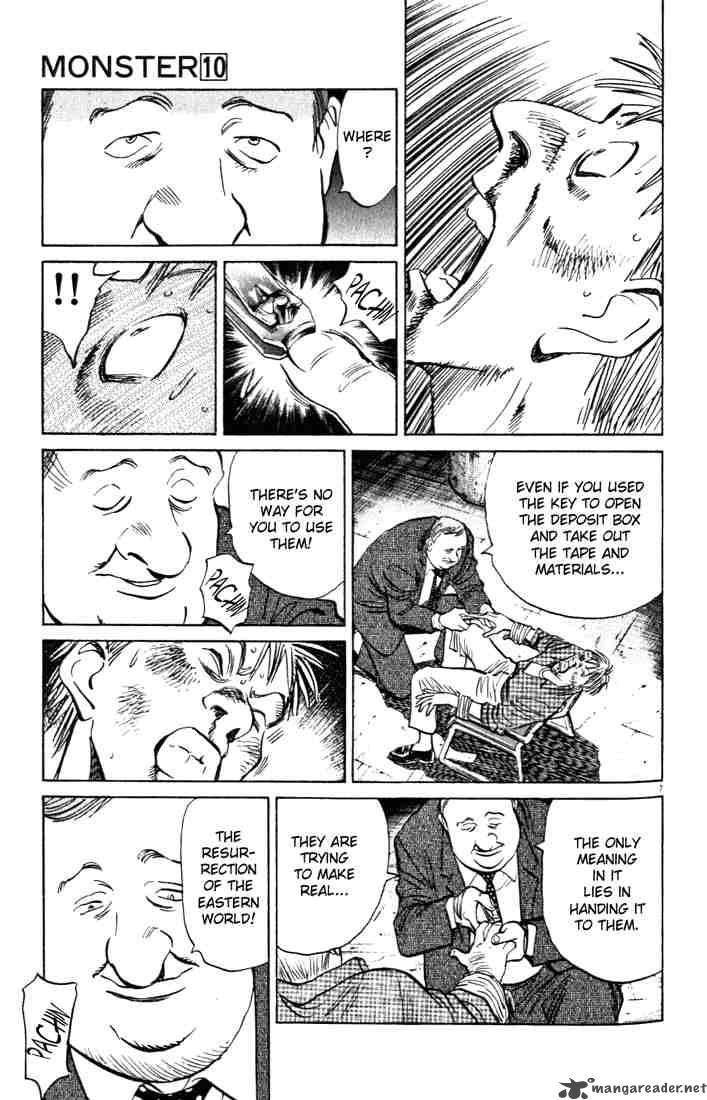 MONSTER 10
WHERE
?
PACHIN
!!
EVEN IF YOU USED
THE KEY TO OPEN
THE DEPOSIT BOX
AND TAKE OUT
THE TAPE AND
MATERIALS...
THERE'S NO
WAY FOR
YOU TO USE
THEM!
PACHIN
7
THE ONLY
MEANING
IN IT
LIES IN
HANDING IT
TO THEM.
THEY ARE
TRYING
TO MAKE
REAL...
THE
RESUR-
RECTION
OF THE
EASTERN
WORLD!
PACHIN
mangareader.net